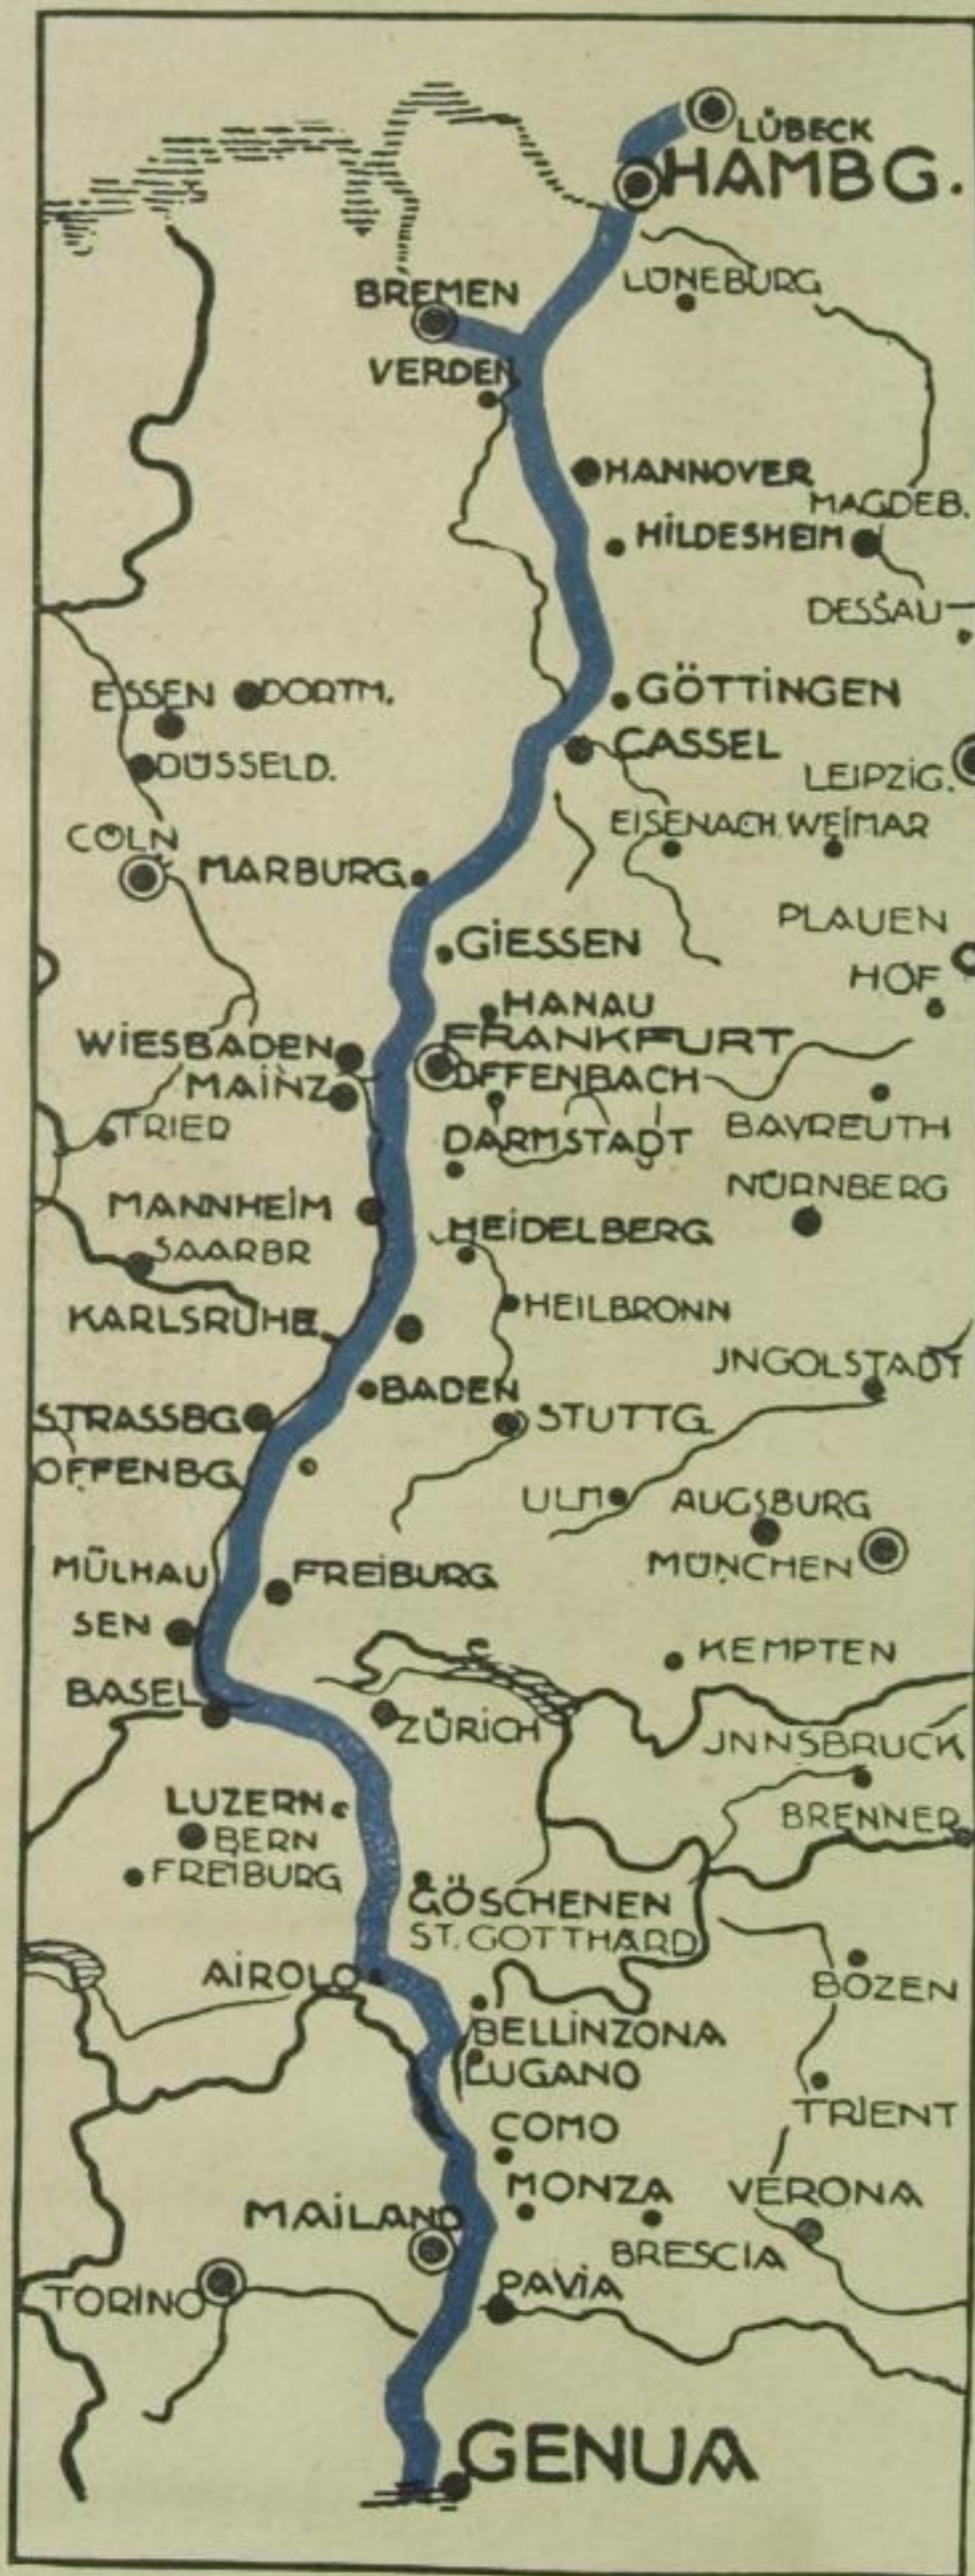 LÜBECK
HAMBG.
LÜNEBURG
BREMEN
VERDEN
HANNOVER
MAGDEB.
HILDESHEIM
DESSAU
ESSEN
DORTM.
GÖTTINGEN
DÜSSELD.
CASSEL
LEIPZIG.
CÖLN
EISENACH WEIMAR
MARBURG
PLAUEN
GIESSEN
HOF
HANAU
WIESBADEN
FRANKFURT
MAINZ
OFFENBACH
TRIER
DARMSTADT
BAYREUTH
NÜRNBERG
MANNHEIM
HEIDELBERG
SAARBR
KARLSRUHE
HEILBRONN
JNGOLSTADT
BADEN
STRASSBG
STUTTG.
OFFENBG.
ULM
AUGSBURG
MÜNCHEN
MÜLHAU
SEN
FREIBURG
KEMPTEN
BASEL
ZÜRICH
JNNSBRUCK
LUZERN
BRENNER
BERN
FREIBURG
GÖSCHENEN
ST. GOTTHARD
AIROLO
BOZEN
BELLINZONA
LUGANO
TRIENT
COMO
MONZA
VERONA
MAILAND
BRESCIA
TORINO
PAVIA
GENUA